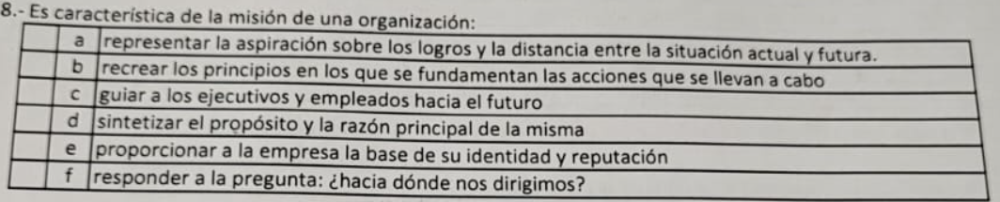 8.- Es característica de la misión de una organización:
a representar la aspiración sobre los logros y la distancia entre la situación actual y futura.
b recrear los principios en los que se fundamentan las acciones que se llevan a cabo
c guiar a los ejecutivos y empleados hacia el futuro
d sintetizar el propósito y la razón principal de la misma
e proporcionar a la empresa la base de su identidad y reputación
f responder a la pregunta: ¿hacia dónde nos dirigimos?